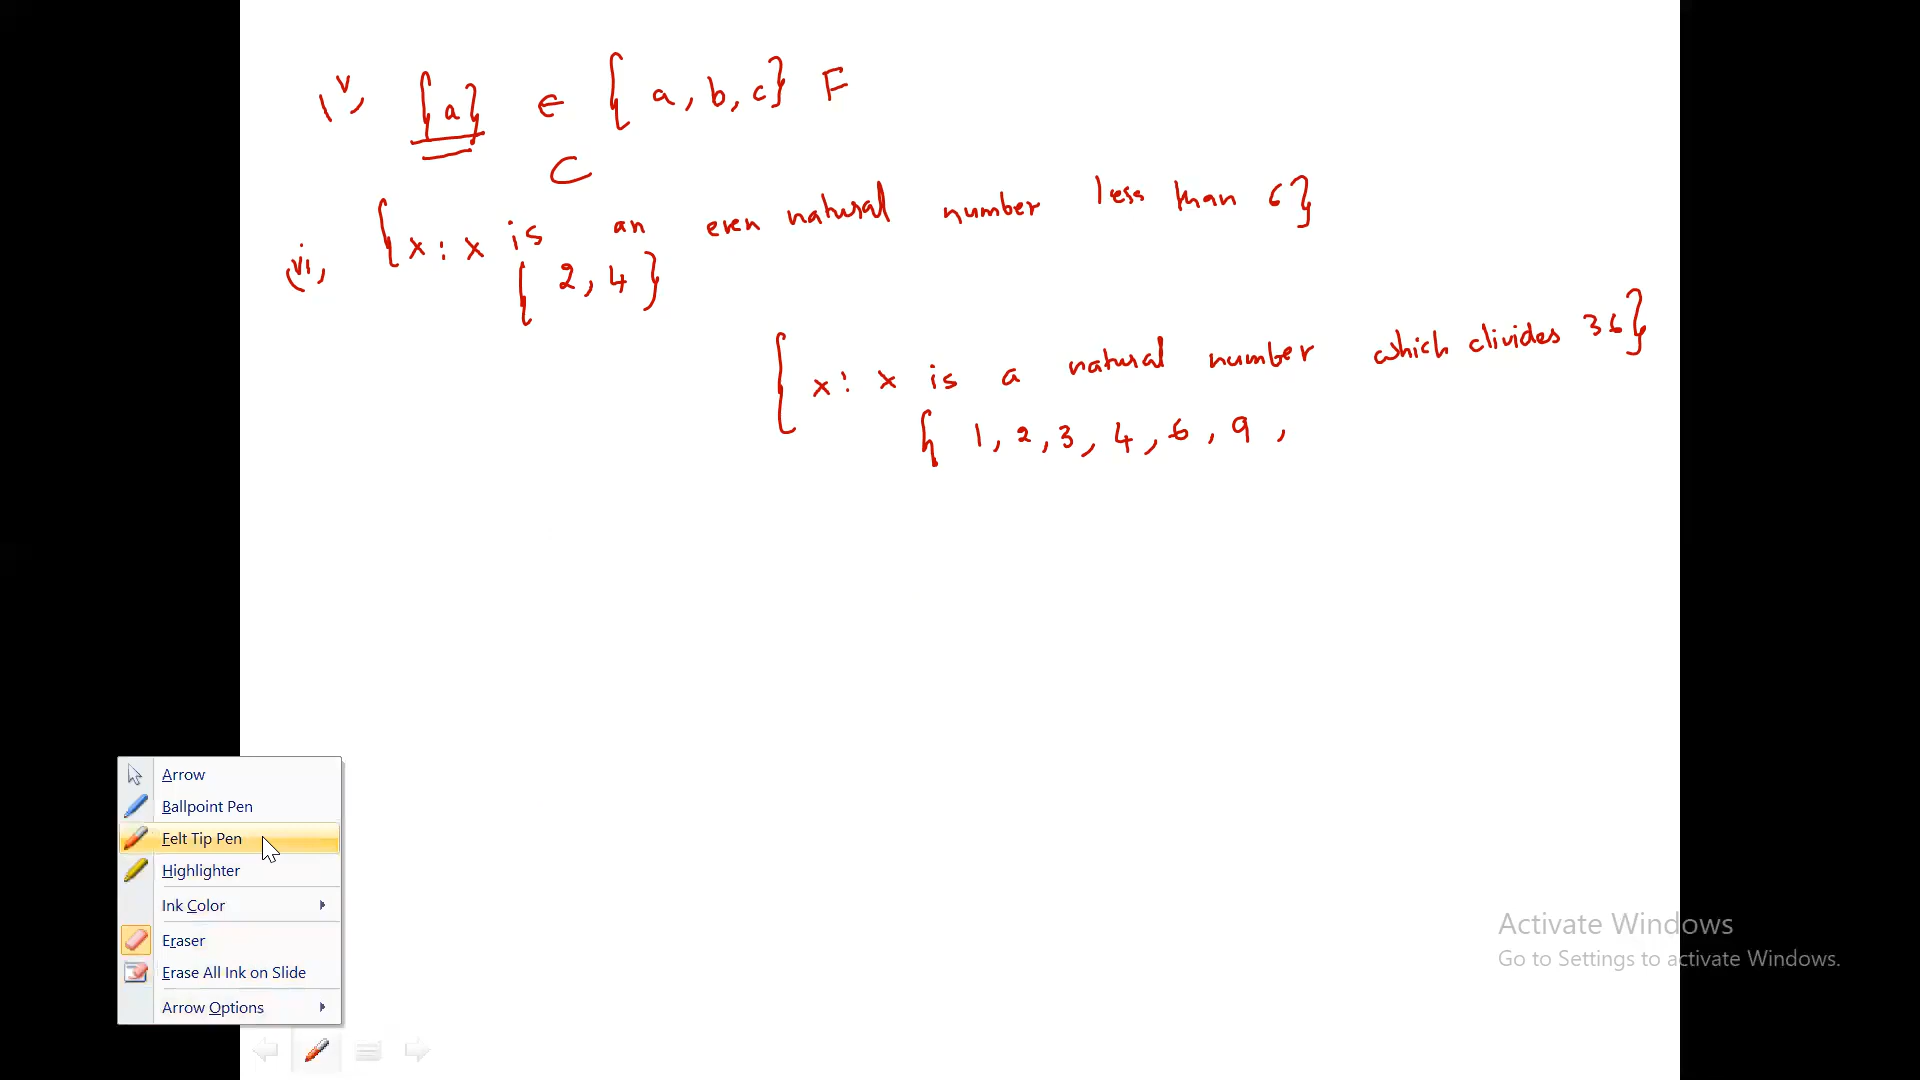 iv, {a} ∈ {a, b, c} F
⊂
(vi, {x : x is an even natural number less than 6}
{ 2, 4 }
{ x : x is a natural number which divides 36}
{ 1, 2, 3, 4, 6, 9,
Arrow
Ballpoint Pen
Felt Tip Pen
Highlighter
Ink Color
Eraser
Erase All Ink on Slide
Arrow Options
Activate Windows
Go to Settings to activate Windows.